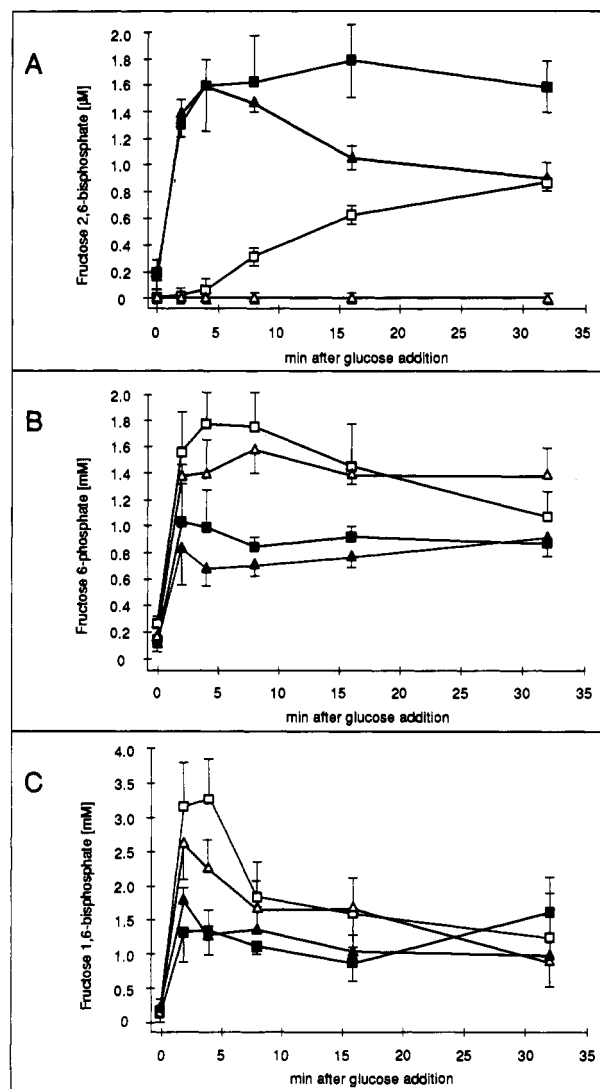 A
Fructose 2,6-bisphosphate [µM]
2.0
1.8
1.6
1.4
1.2
1.0
0.8
0.6
0.4
0.2
0
0 5 10 15 20 25 30 35
min after glucose addition
B
Fructose 6-phosphate [mM]
2.0
1.8
1.6
1.4
1.2
1.0
0.8
0.6
0.4
0.2
0
0 5 10 15 20 25 30 35
min after glucose addition
C
Fructose 1,6-bisphosphate [mM]
4.0
3.5
3.0
2.5
2.0
1.5
1.0
0.5
0
0 5 10 15 20 25 30 35
min after glucose addition